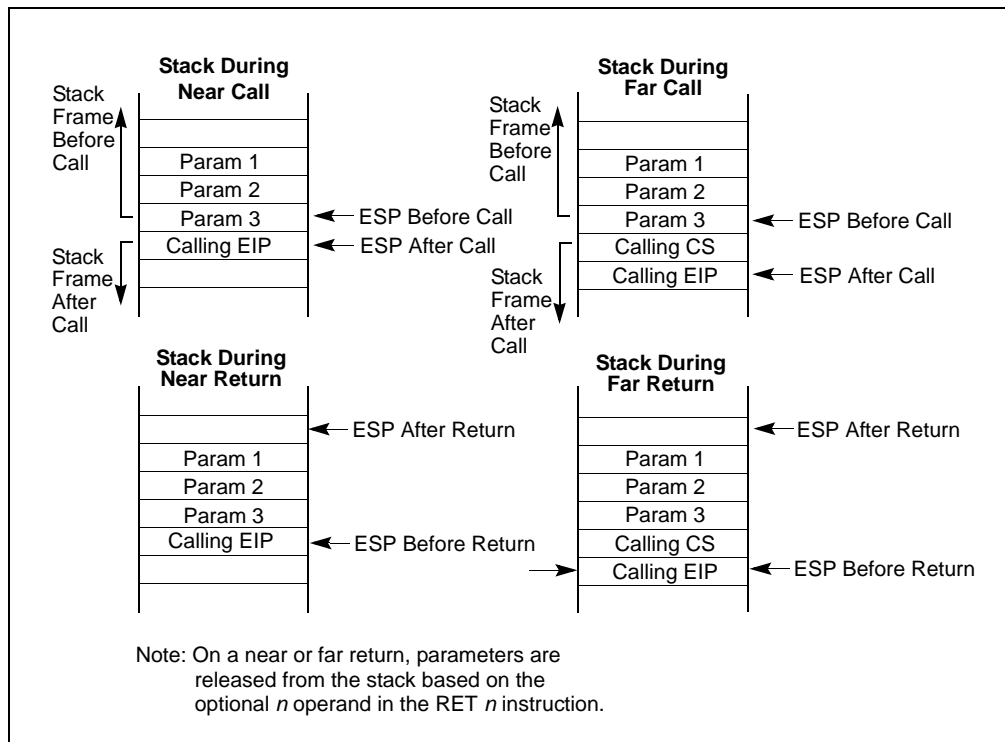 Stack During
Near Call
Stack
Frame
Before
Call
Param 1
Param 2
Param 3
Calling EIP
ESP Before Call
ESP After Call
Stack
Frame
After
Call
Stack During
Far Call
Stack
Frame
Before
Call
Param 1
Param 2
Param 3
Calling CS
Calling EIP
ESP Before Call
ESP After Call
Stack
Frame
After
Call
Stack During
Near Return
ESP After Return
Param 1
Param 2
Param 3
Calling EIP
ESP Before Return
Stack During
Far Return
ESP After Return
Param 1
Param 2
Param 3
Calling CS
Calling EIP
ESP Before Return
Note: On a near or far return, parameters are
released from the stack based on the
optional n operand in the RET n instruction.